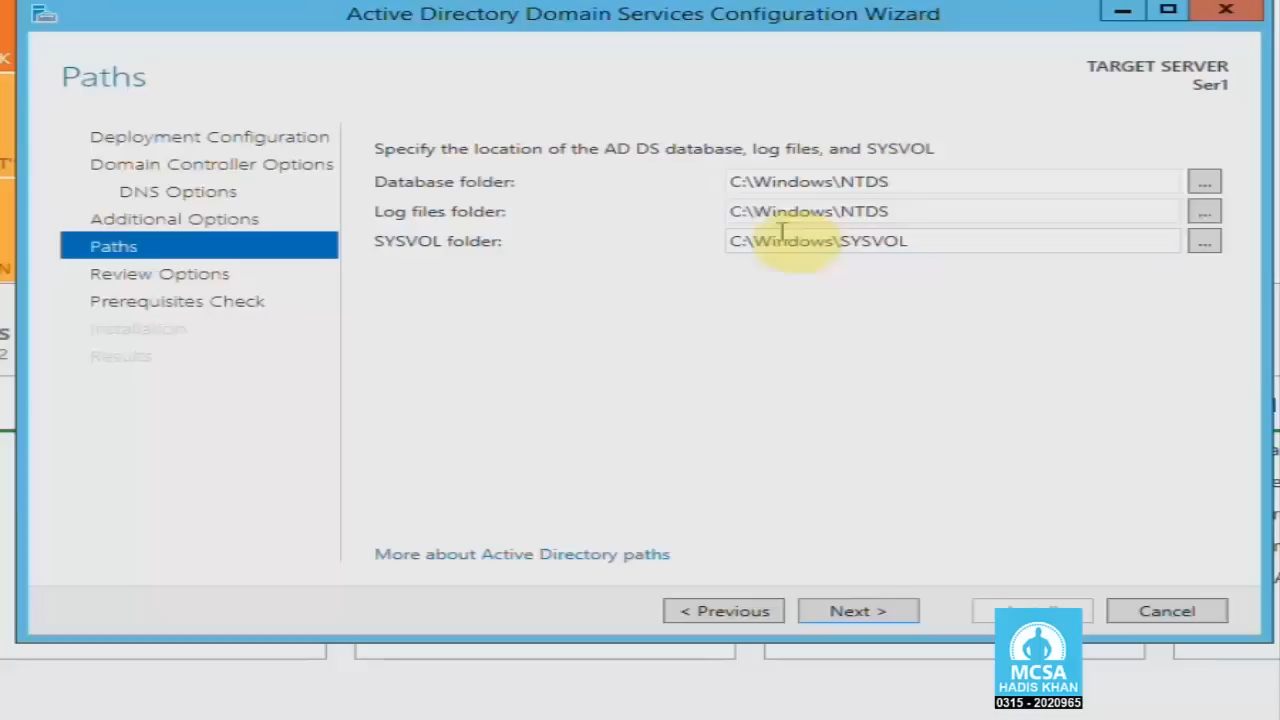 Active Directory Domain Services Configuration Wizard
Paths
TARGET SERVER
Ser1
Deployment Configuration
Domain Controller Options
DNS Options
Additional Options
Paths
Review Options
Prerequisites Check
Installation
Results
Specify the location of the AD DS database, log files, and SYSVOL
Database folder: C:\Windows\NTDS ...
Log files folder: C:\Windows\NTDS ...
SYSVOL folder: C:\Windows\SYSVOL ...
More about Active Directory paths
< Previous Next > Cancel
MCSA
HADIS KHAN
0315 - 2020965